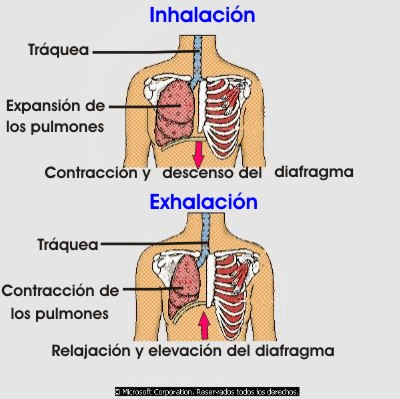 Inhalación
Tráquea
Expansión de
los pulmones
Contracción y descenso del diafragma
Exhalación
Tráquea
Contracción de
los pulmones
Relajación y elevación del diafragma
© Microsoft Corporation. Reservados todos los derechos.